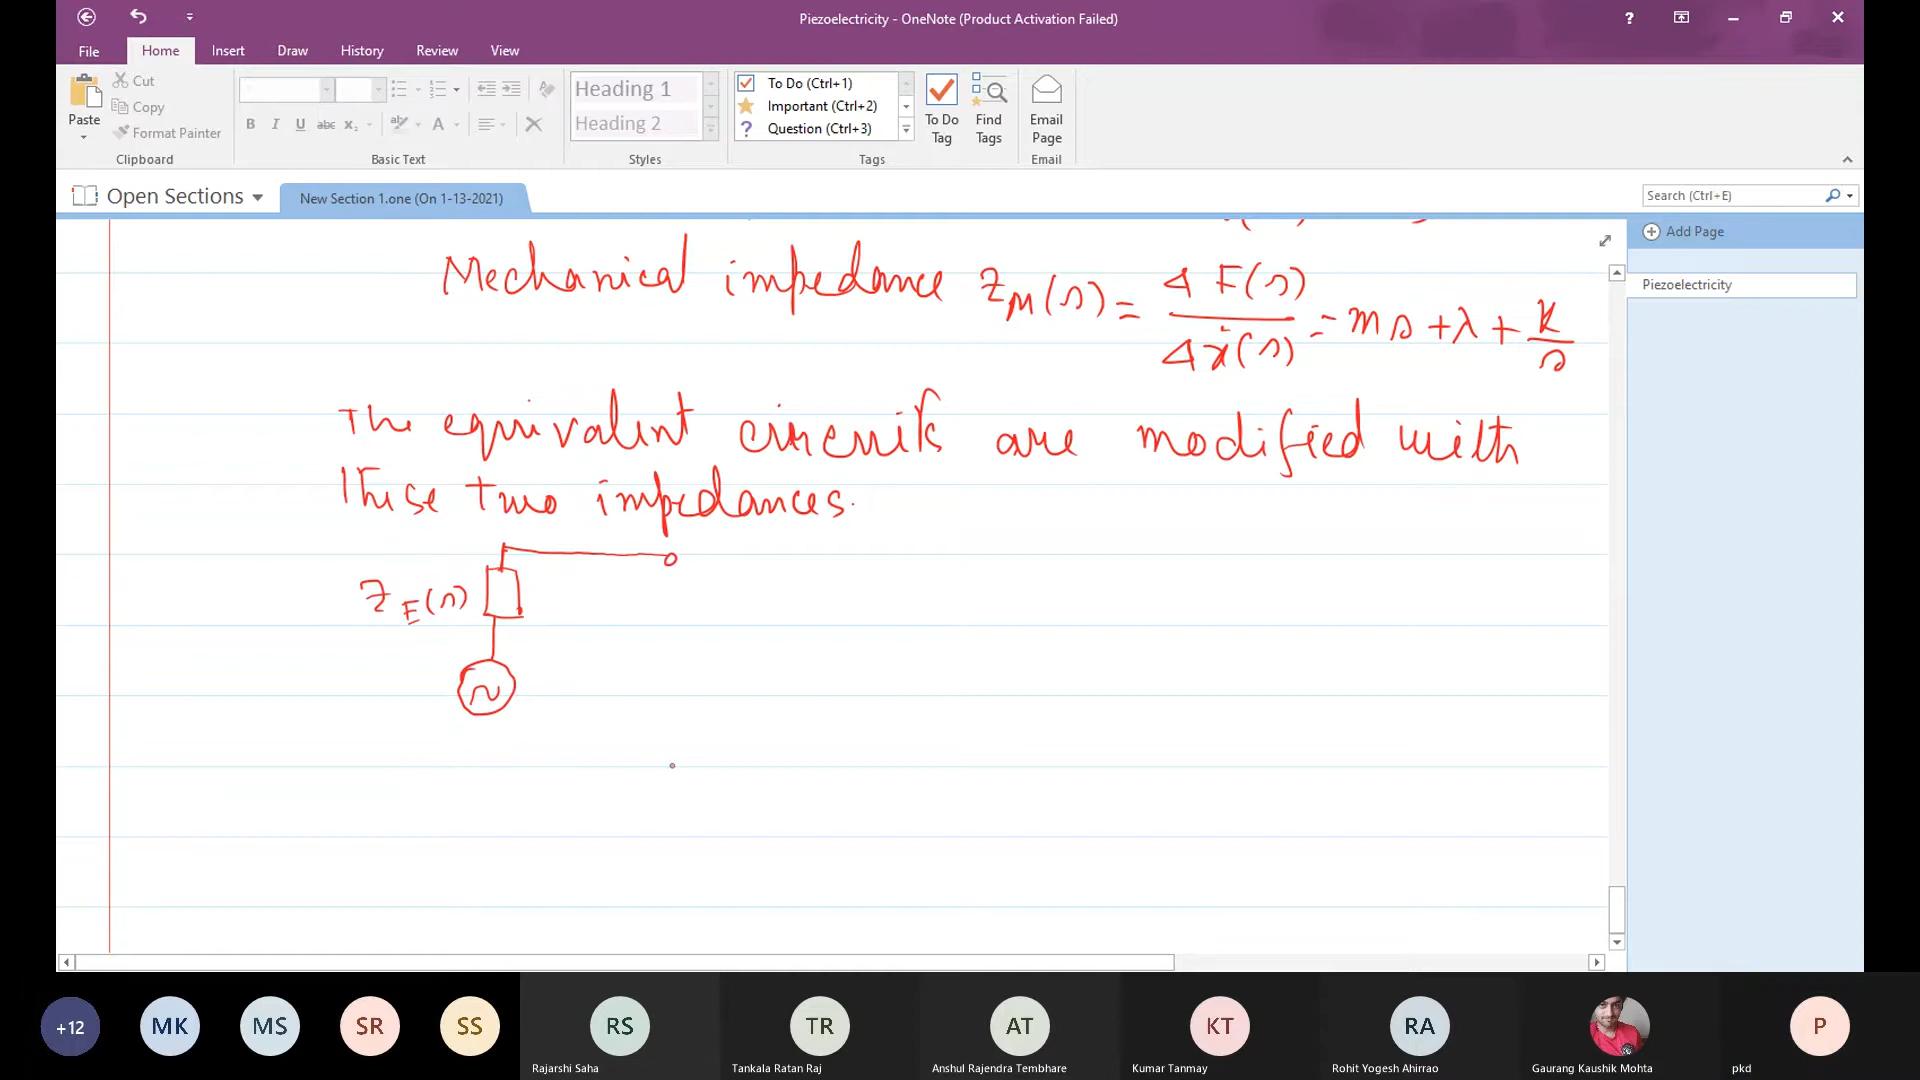 Piezoelectricity - OneNote (Product Activation Failed)
?
File Home Insert Draw History Review View
Paste
Cut
Copy
Format Painter
Clipboard
B I U abc x₂ ab A
Basic Text
Heading 1
Heading 2
Styles
To Do (Ctrl+1)
Important (Ctrl+2)
? Question (Ctrl+3)
Tags
To Do Tag
Find Tags
Email Page
Email
Open Sections
New Section 1.one (On 1-13-2021)
Search (Ctrl+E)
Add Page
Piezoelectricity
Mechanical impedance Z_M(s) = ΔF(s)/Δẋ(s) = ms + λ + k/s
The equivalent circuits are modified with
these two impedances.
Z_E(s)
+12 MK MS SR SS RS TR AT KT RA P
Rajarshi Saha Tankala Ratan Raj Anshul Rajendra Tembhare Kumar Tanmay Rohit Yogesh Ahirrao Gaurang Kaushik Mohta pkd